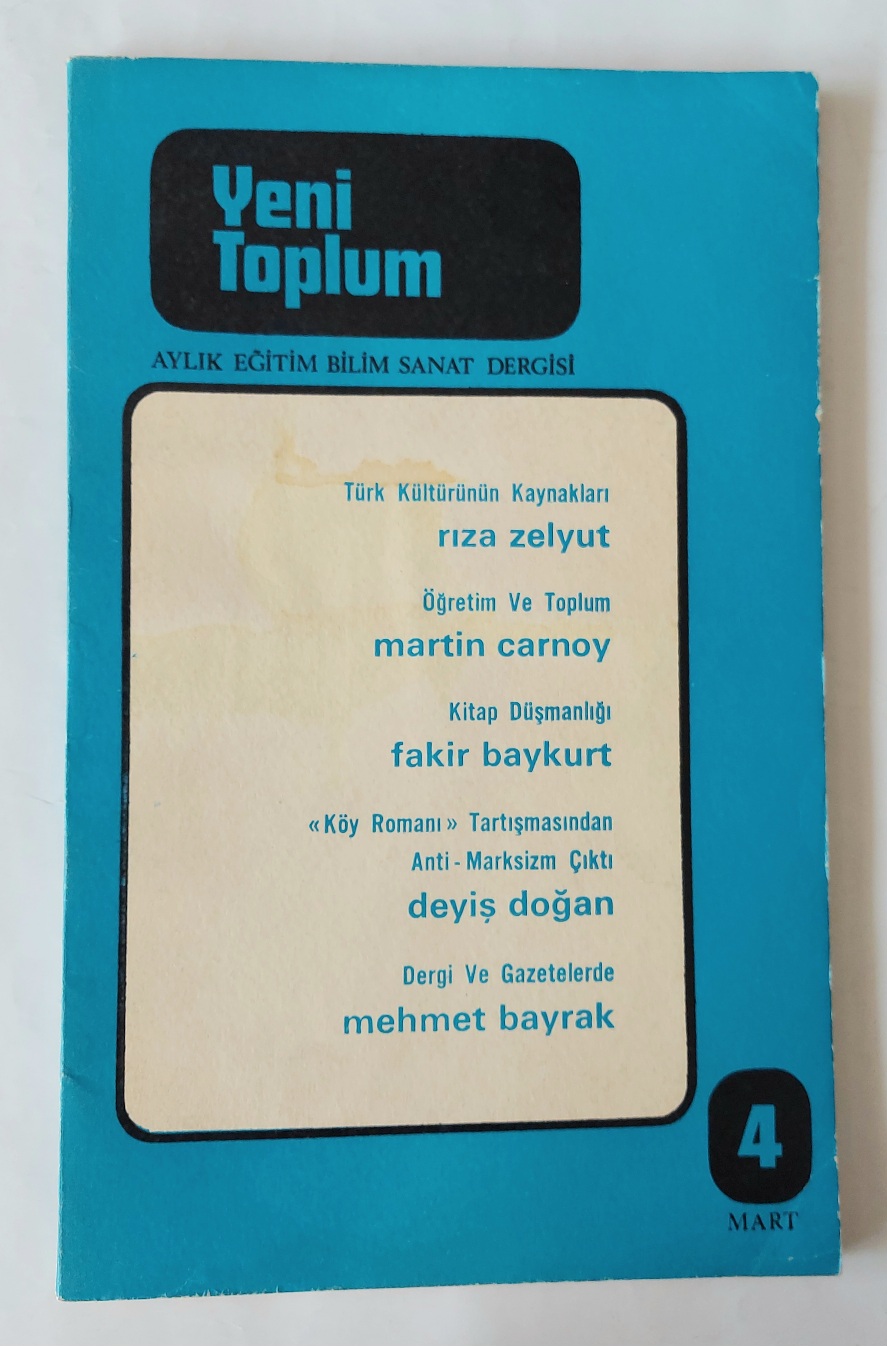 Yeni
Toplum
AYLIK EĞİTİM BİLİM SANAT DERGİSİ
Türk Kültürünün Kaynakları
rıza zelyut
Öğretim Ve Toplum
martin carnoy
Kitap Düşmanlığı
fakir baykurt
«Köy Romanı» Tartışmasından
Anti-Marksizm Çıktı
deyiş doğan
Dergi Ve Gazetelerde
mehmet bayrak
4
MART